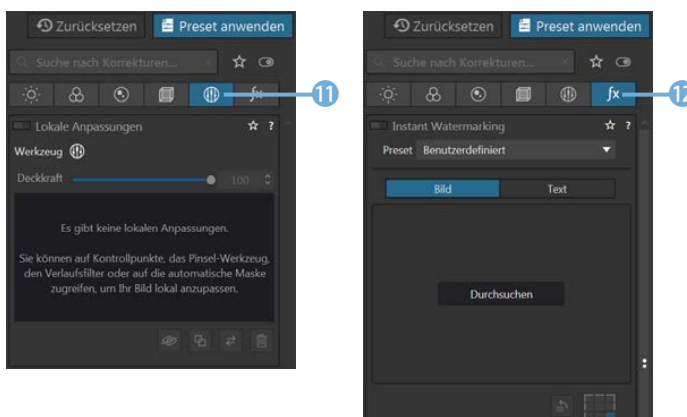 Zurücksetzen
Preset anwenden
Suche nach Korrekturen...
fx
11
Lokale Anpassungen
?
Werkzeug
Deckkraft
100
Es gibt keine lokalen Anpassungen.
Sie können auf Kontrollpunkte, das Pinsel-Werkzeug,
den Verlaufsfilter oder auf die automatische Maske
zugreifen, um Ihr Bild lokal anzupassen.
Zurücksetzen
Preset anwenden
Suche nach Korrekturen...
fx
12
Instant Watermarking
?
Preset
Benutzerdefiniert
Bild
Text
Durchsuchen